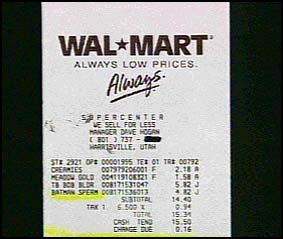 WAL★MART®
ALWAYS LOW PRICES.
Always.
SUPERCENTER
WE SELL FOR LESS
MANAGER DAVE HOGAN
( 801 ) 737 -
HARRISVILLE, UTAH
ST# 2921 OP# 00001995 TE# 01 TR# 00792
CREAMIES 007979206001 F 2.18 A
MEADOW GOLD 004119108321 F 1.58 A
TB BOB BLDR. 008171531047 5.82 J
BATMAN SPERM 008171536013 4.82 J
SUBTOTAL 14.40
TAX 1 6.500 % 0.94
TOTAL 15.34
CASH TEND 15.50
CHANGE DUE 0.16